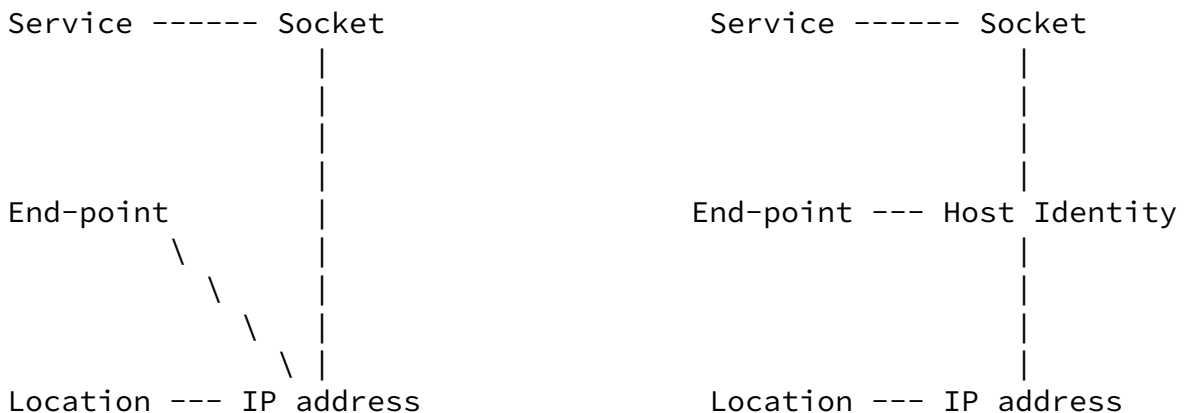 Service ------ Socket                  Service ------ Socket
End-point                              End-point --- Host Identity
Location --- IP address                Location --- IP address